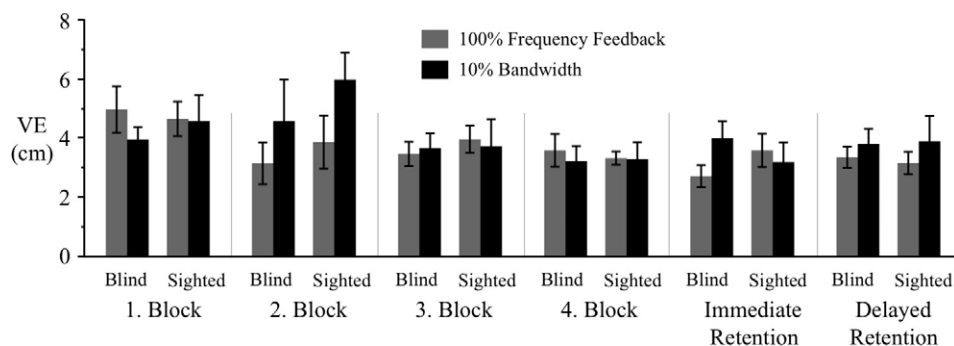 8
100% Frequency Feedback
10% Bandwidth
6
VE
(cm)
4
2
0
Blind Sighted Blind Sighted Blind Sighted Blind Sighted Blind Sighted Blind Sighted
1. Block 2. Block 3. Block 4. Block Immediate Delayed
Retention Retention